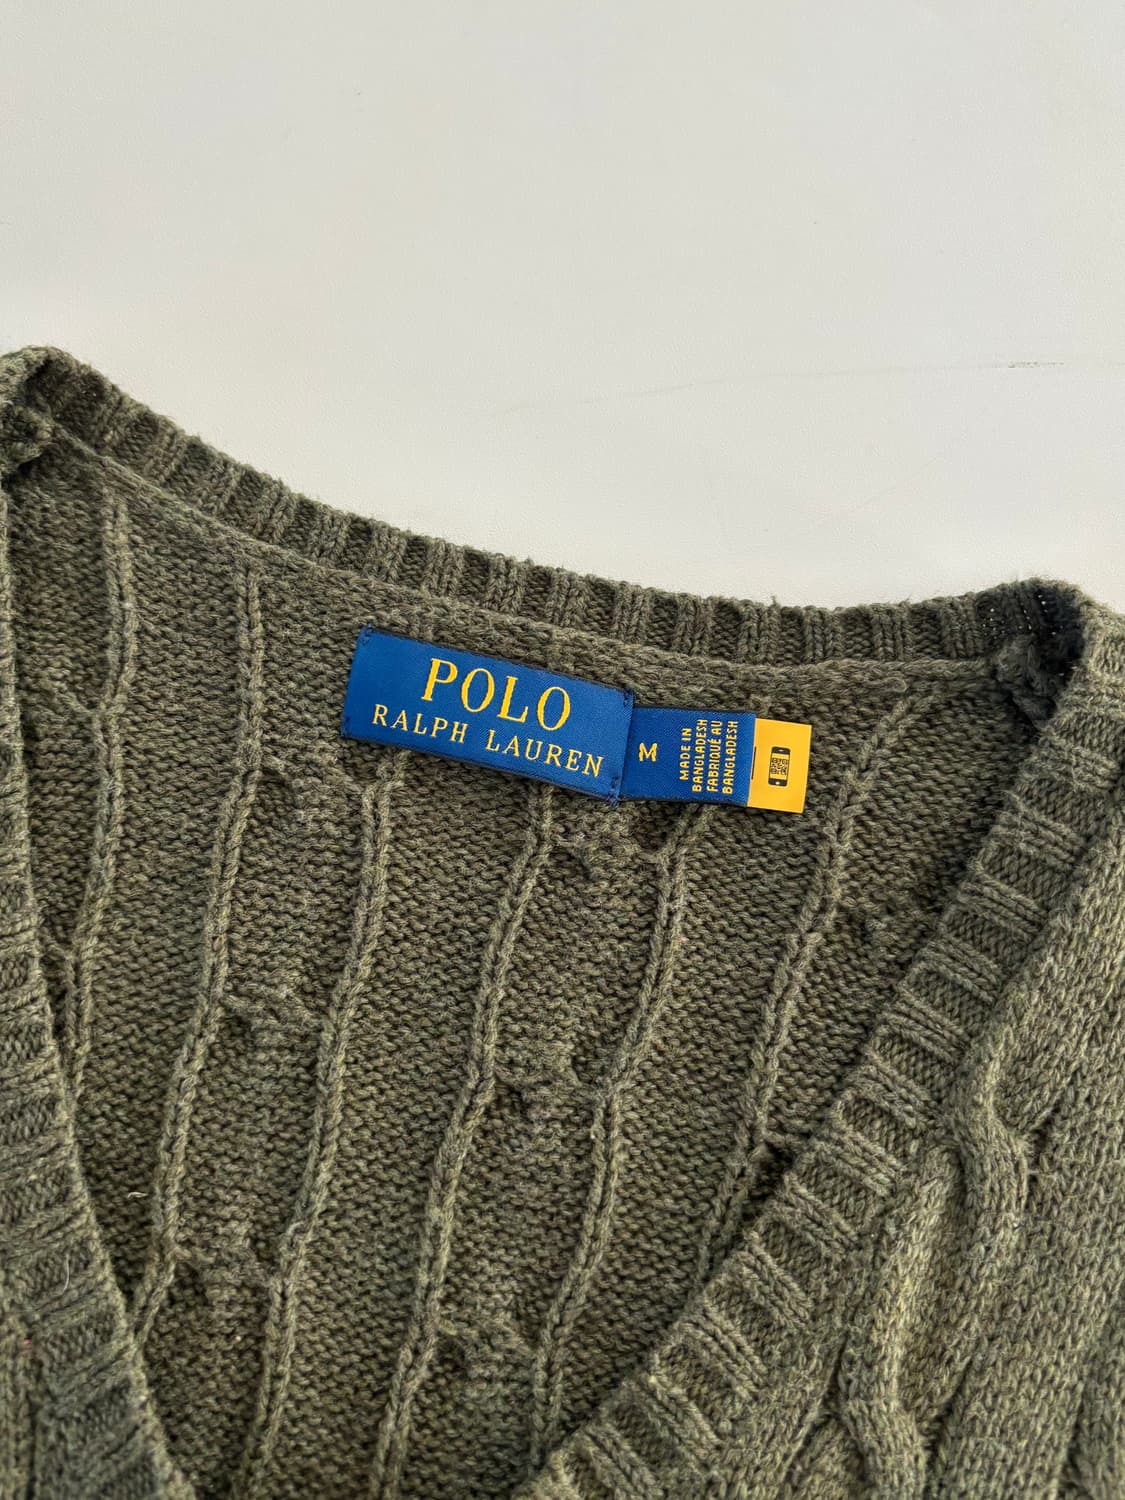 POLO
RALPH LAUREN
M
MADE IN
BANGLADESH
FABRIQUÉ AU
BANGLADESH